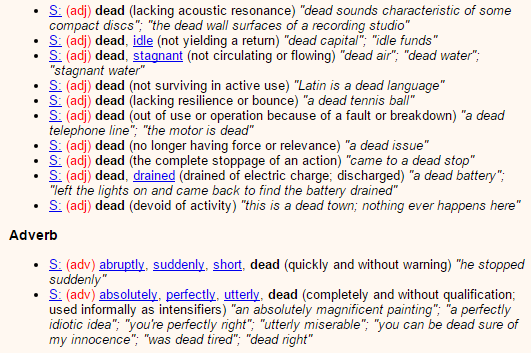 • S: (adj) dead (lacking acoustic resonance) "dead sounds characteristic of some
compact discs"; "the dead wall surfaces of a recording studio"
• S: (adj) dead, idle (not yielding a return) "dead capital"; "idle funds"
• S: (adj) dead, stagnant (not circulating or flowing) "dead air"; "dead water";
"stagnant water"
• S: (adj) dead (not surviving in active use) "Latin is a dead language"
• S: (adj) dead (lacking resilience or bounce) "a dead tennis ball"
• S: (adj) dead (out of use or operation because of a fault or breakdown) "a dead
telephone line"; "the motor is dead"
• S: (adj) dead (no longer having force or relevance) "a dead issue"
• S: (adj) dead (the complete stoppage of an action) "came to a dead stop"
• S: (adj) dead, drained (drained of electric charge; discharged) "a dead battery";
"left the lights on and came back to find the battery drained"
• S: (adj) dead (devoid of activity) "this is a dead town; nothing ever happens here"
Adverb
• S: (adv) abruptly, suddenly, short, dead (quickly and without warning) "he stopped
suddenly"
• S: (adv) absolutely, perfectly, utterly, dead (completely and without qualification;
used informally as intensifiers) "an absolutely magnificent painting"; "a perfectly
idiotic idea"; "you're perfectly right"; "utterly miserable"; "you can be dead sure of
my innocence"; "was dead tired"; "dead right"